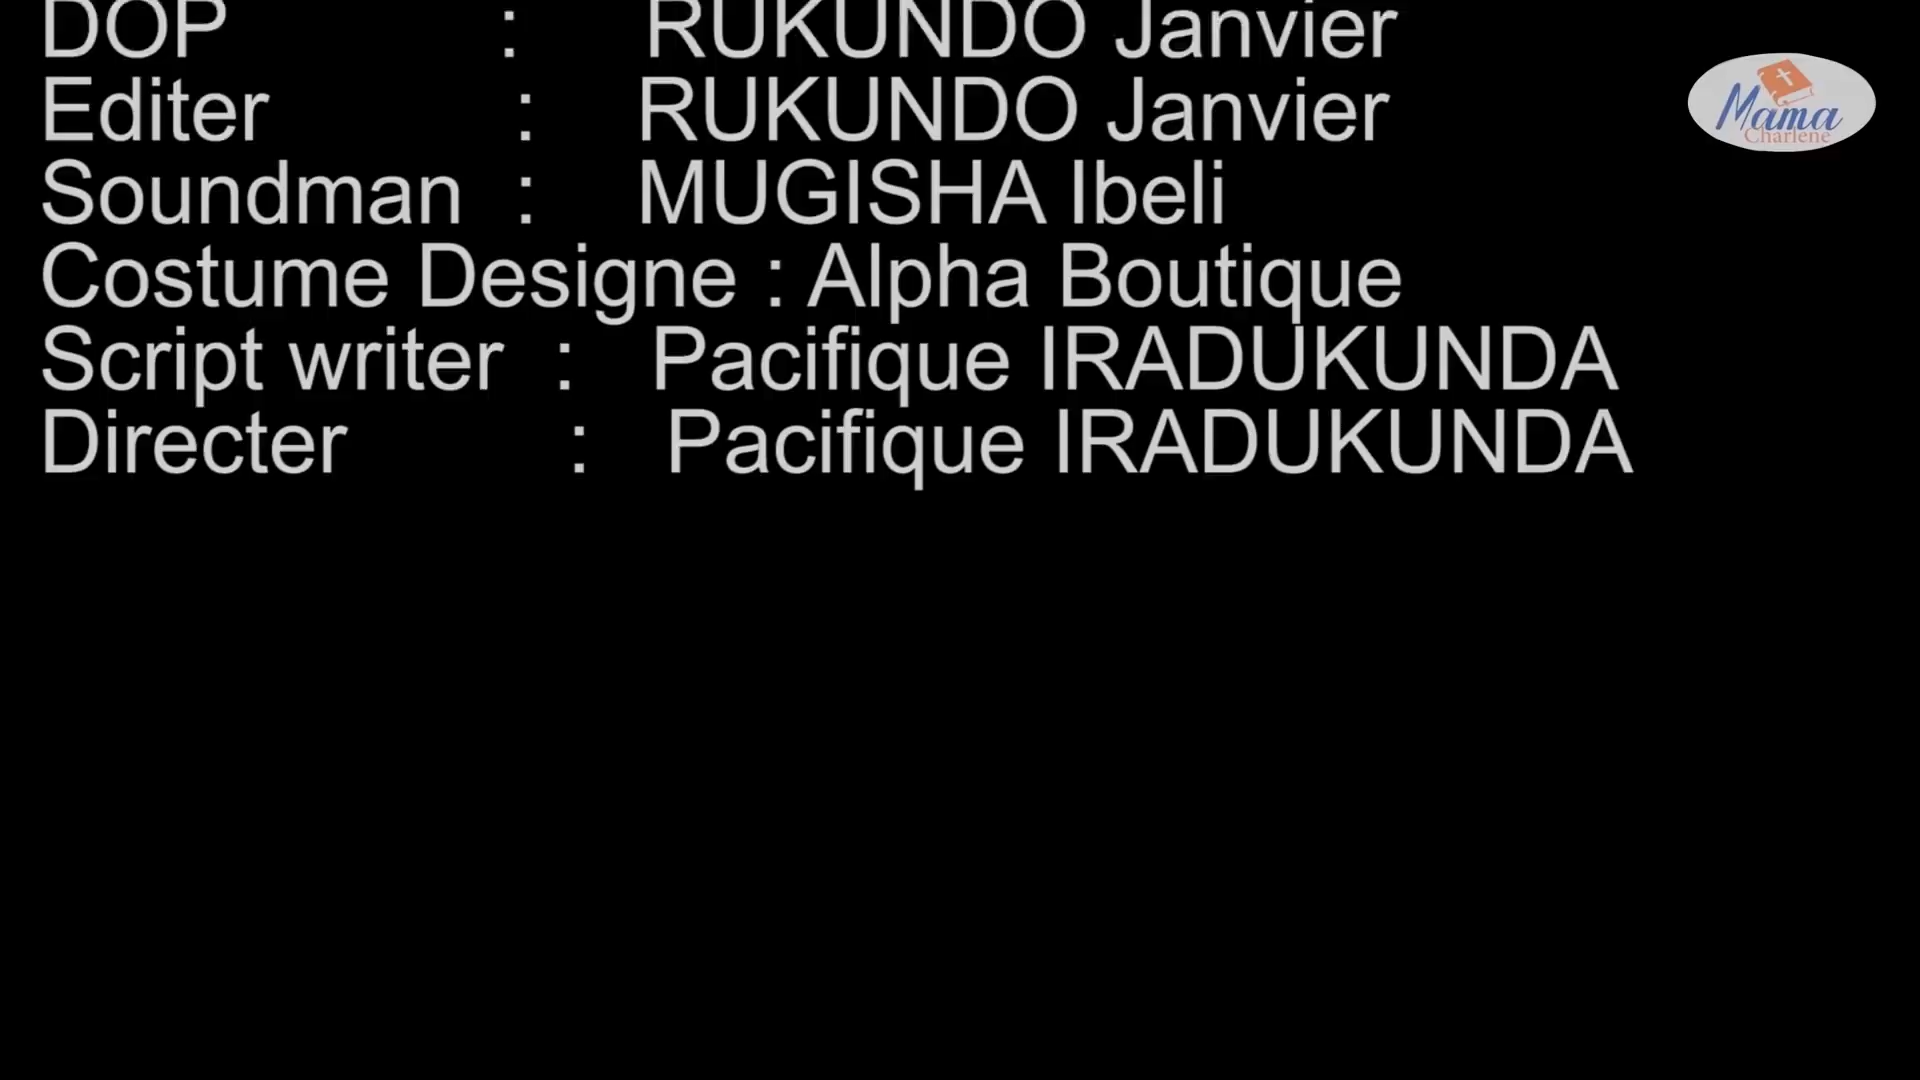 DOP : RUKUNDO Janvier
Editer : RUKUNDO Janvier
Soundman : MUGISHA Ibeli
Costume Designe : Alpha Boutique
Script writer : Pacifique IRADUKUNDA
Directer : Pacifique IRADUKUNDA
Mama
Charlene